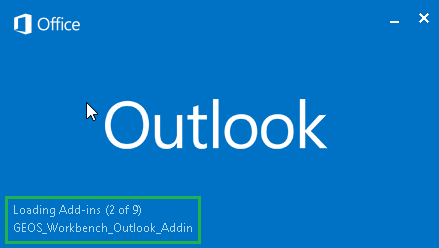 Office
Outlook
Loading Add-ins (2 of 9)
GEOS_Workbench_Outlook_Addin